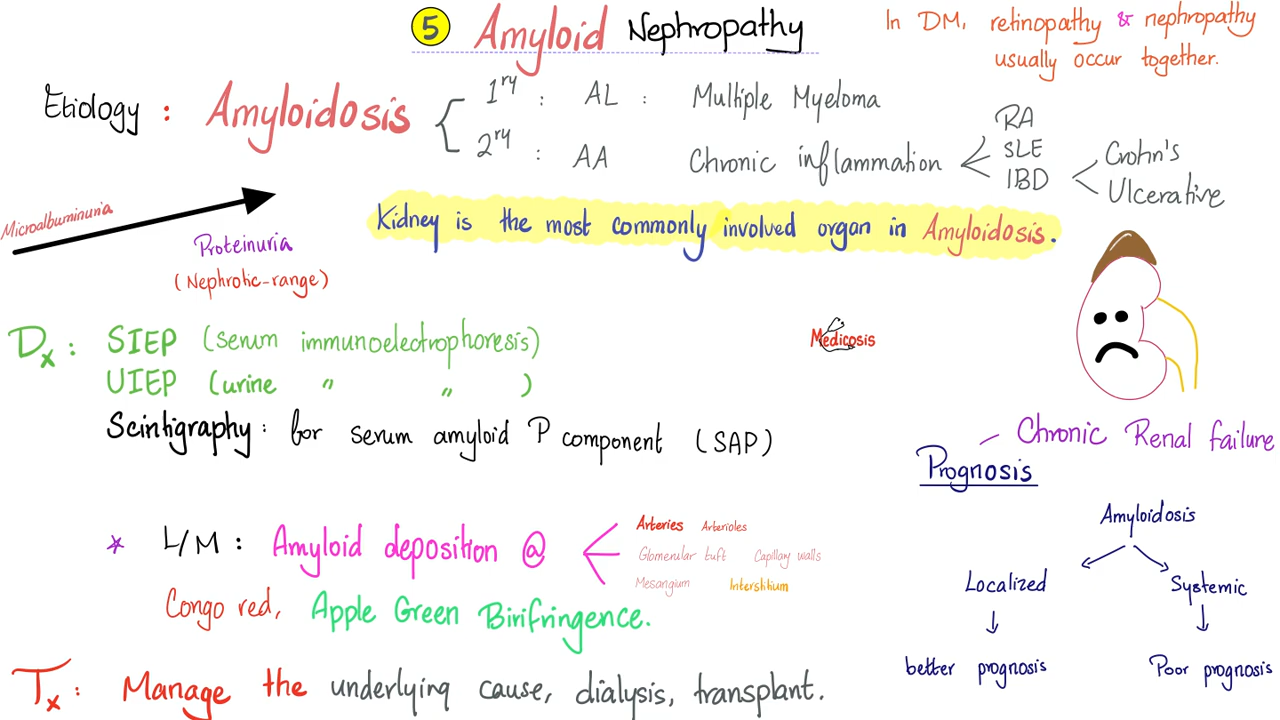 5 Amyloid Nephropathy
In DM, retinopathy & nephropathy
usually occur together.
Etiology : Amyloidosis
1ry : AL : Multiple Myeloma
2ry : AA Chronic inflammation
RA
SLE
IBD
Crohn's
Ulcerative
Microalbuminuria
Proteinuria
(Nephrotic-range)
Kidney is the most commonly involved organ in Amyloidosis.
Dx : SIEP (serum immunoelectrophoresis)
UIEP (urine " " )
Scintigraphy : for serum amyloid P component (SAP)
Medicosis
Chronic Renal failure
Prognosis
Amyloidosis
Localized Systemic
better prognosis Poor prognosis
* L/M : Amyloid deposition @
Arteries Arterioles
Glomerular tuft Capillary walls
Mesangium Interstitium
Congo red, Apple Green Birifringence.
Tx : Manage the underlying cause, dialysis, transplant.